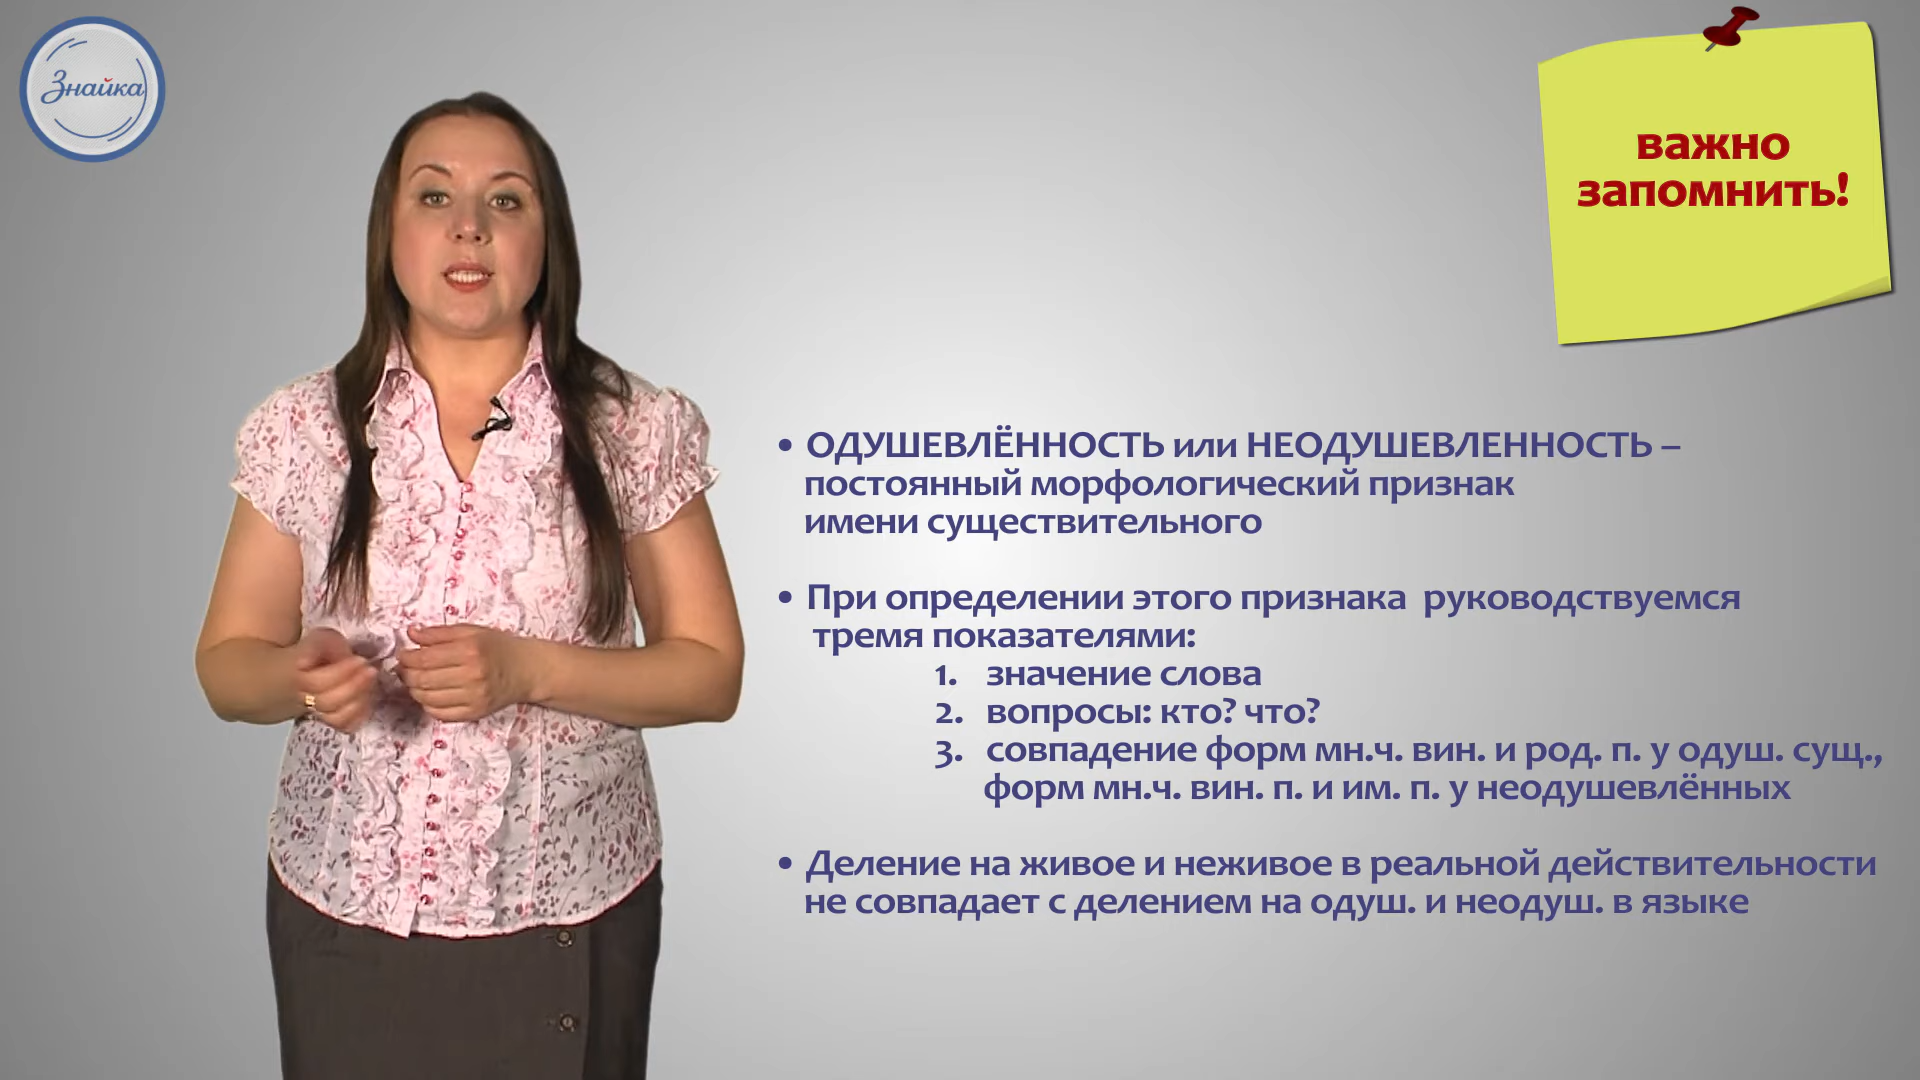 Знайка
важно
запомнить!
• ОДУШЕВЛЁННОСТЬ или НЕОДУШЕВЛЕННОСТЬ –
постоянный морфологический признак
имени существительного
• При определении этого признака руководствуемся
тремя показателями:
1. значение слова
2. вопросы: кто? что?
3. совпадение форм мн.ч. вин. и род. п. у одуш. сущ.,
форм мн.ч. вин. п. и им. п. у неодушевлённых
• Деление на живое и неживое в реальной действительности
не совпадает с делением на одуш. и неодуш. в языке